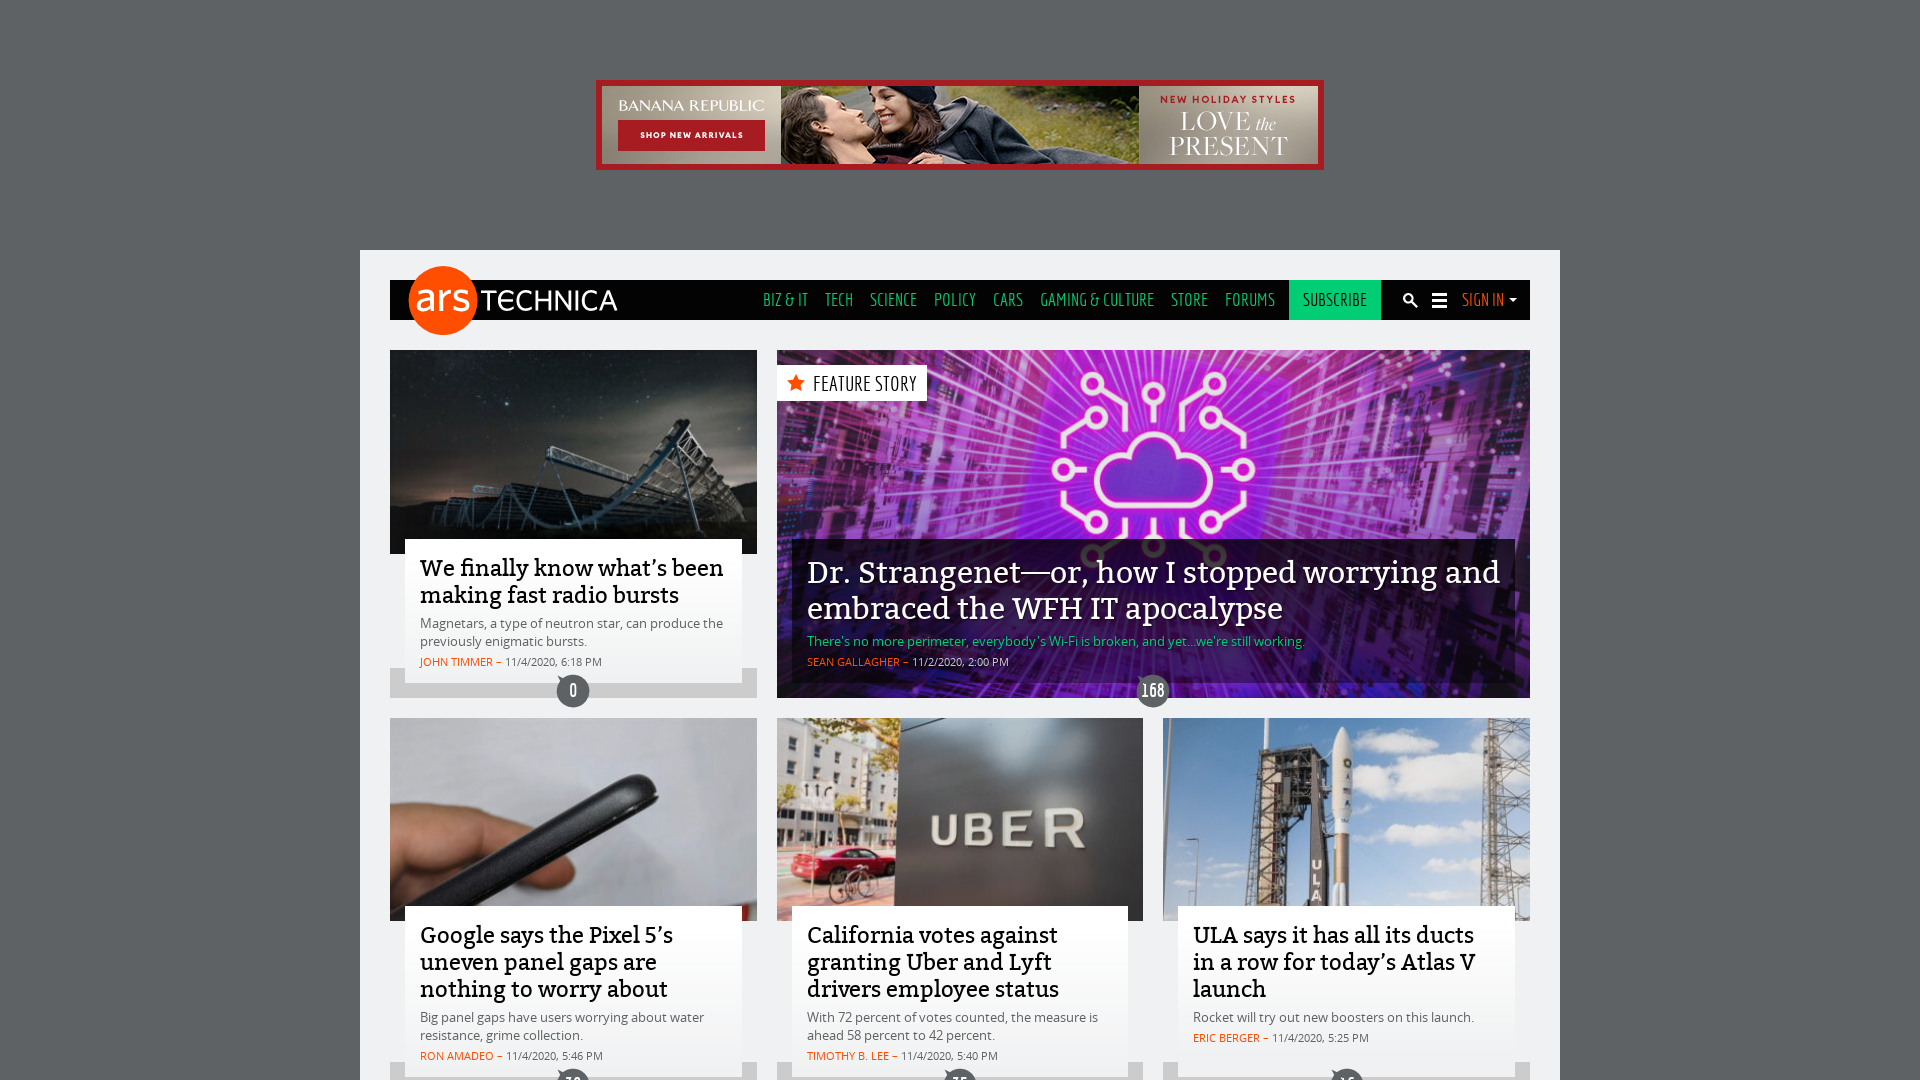 BANANA REPUBLIC
SHOP NEW ARRIVALS
NEW HOLIDAY STYLES
LOVE the
PRESENT
ars TECHNICA
BIZ & IT TECH SCIENCE POLICY CARS GAMING & CULTURE STORE FORUMS SUBSCRIBE SIGN IN
FEATURE STORY
We finally know what’s been
making fast radio bursts
Magnetars, a type of neutron star, can produce the
previously enigmatic bursts.
JOHN TIMMER – 11/4/2020, 6:18 PM
0
Dr. Strangenet—or, how I stopped worrying and
embraced the WFH IT apocalypse
There's no more perimeter, everybody's Wi-Fi is broken, and yet...we're still working.
SEAN GALLAGHER – 11/2/2020, 2:00 PM
168
Google says the Pixel 5’s
uneven panel gaps are
nothing to worry about
Big panel gaps have users worrying about water
resistance, grime collection.
RON AMADEO – 11/4/2020, 5:46 PM
UBER
California votes against
granting Uber and Lyft
drivers employee status
With 72 percent of votes counted, the measure is
ahead 58 percent to 42 percent.
TIMOTHY B. LEE – 11/4/2020, 5:40 PM
ULA
ULA says it has all its ducts
in a row for today’s Atlas V
launch
Rocket will try out new boosters on this launch.
ERIC BERGER – 11/4/2020, 5:25 PM